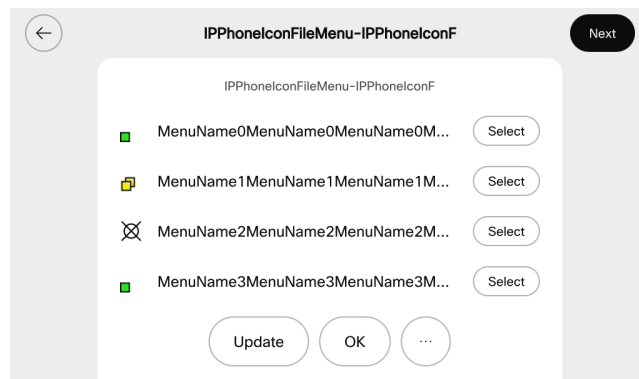 IPPhoneIconFileMenu-IPPhoneIconF
Next
IPPhoneIconFileMenu-IPPhoneIconF
MenuName0MenuName0MenuName0M...
Select
MenuName1MenuName1MenuName1M...
Select
MenuName2MenuName2MenuName2M...
Select
MenuName3MenuName3MenuName3M...
Select
Update
OK
...